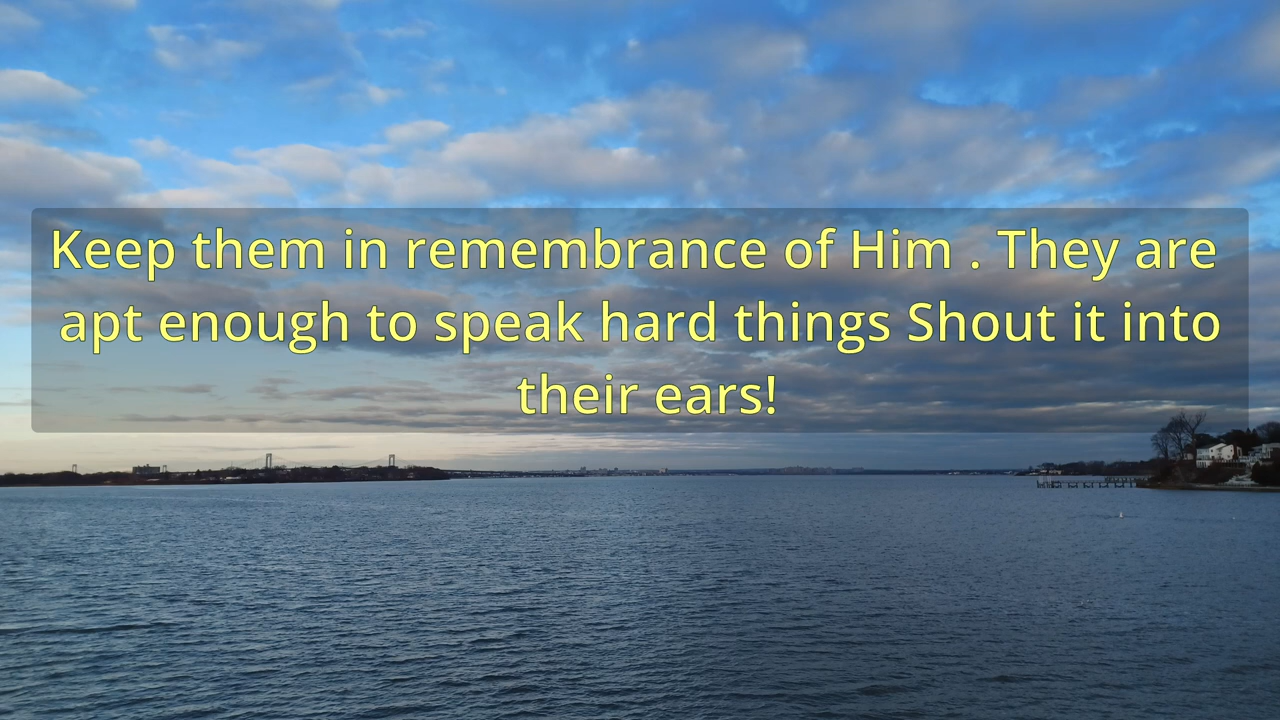 Keep them in remembrance of Him . They are
apt enough to speak hard things Shout it into
their ears!